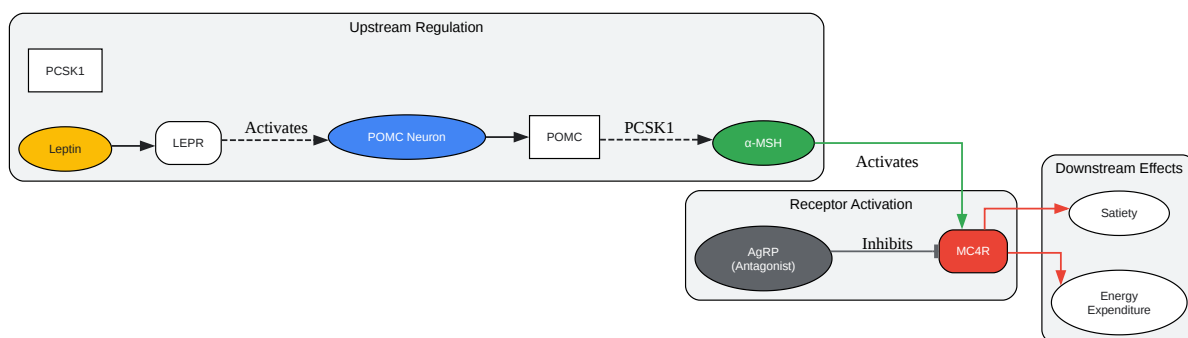 Upstream Regulation
PCSK1
Leptin
LEPR
Activates
POMC Neuron
POMC
PCSK1
α-MSH
Activates
Receptor Activation
AgRP
(Antagonist)
Inhibits
MC4R
Downstream Effects
Satiety
Energy
Expenditure